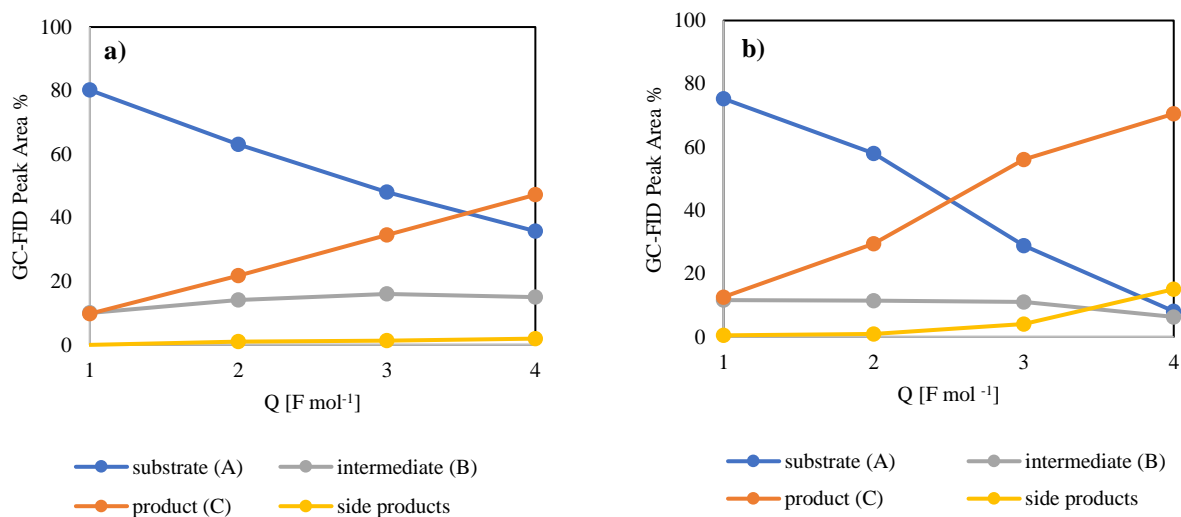 a)
GC-FID Peak Area %
100
80
60
40
20
0
1 2 3 4
Q [F mol⁻¹]
substrate (A) intermediate (B)
product (C) side products
b)
GC-FID Peak Area %
100
80
60
40
20
0
1 2 3 4
Q [F mol ⁻¹]
substrate (A) intermediate (B)
product (C) side products